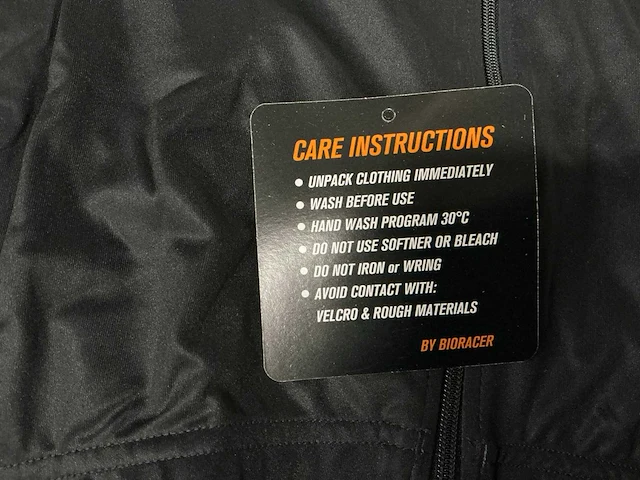 CARE INSTRUCTIONS
• UNPACK CLOTHING IMMEDIATELY
• WASH BEFORE USE
• HAND WASH PROGRAM 30°C
• DO NOT USE SOFTNER OR BLEACH
• DO NOT IRON or WRING
• AVOID CONTACT WITH:
VELCRO & ROUGH MATERIALS
BY BIORACER